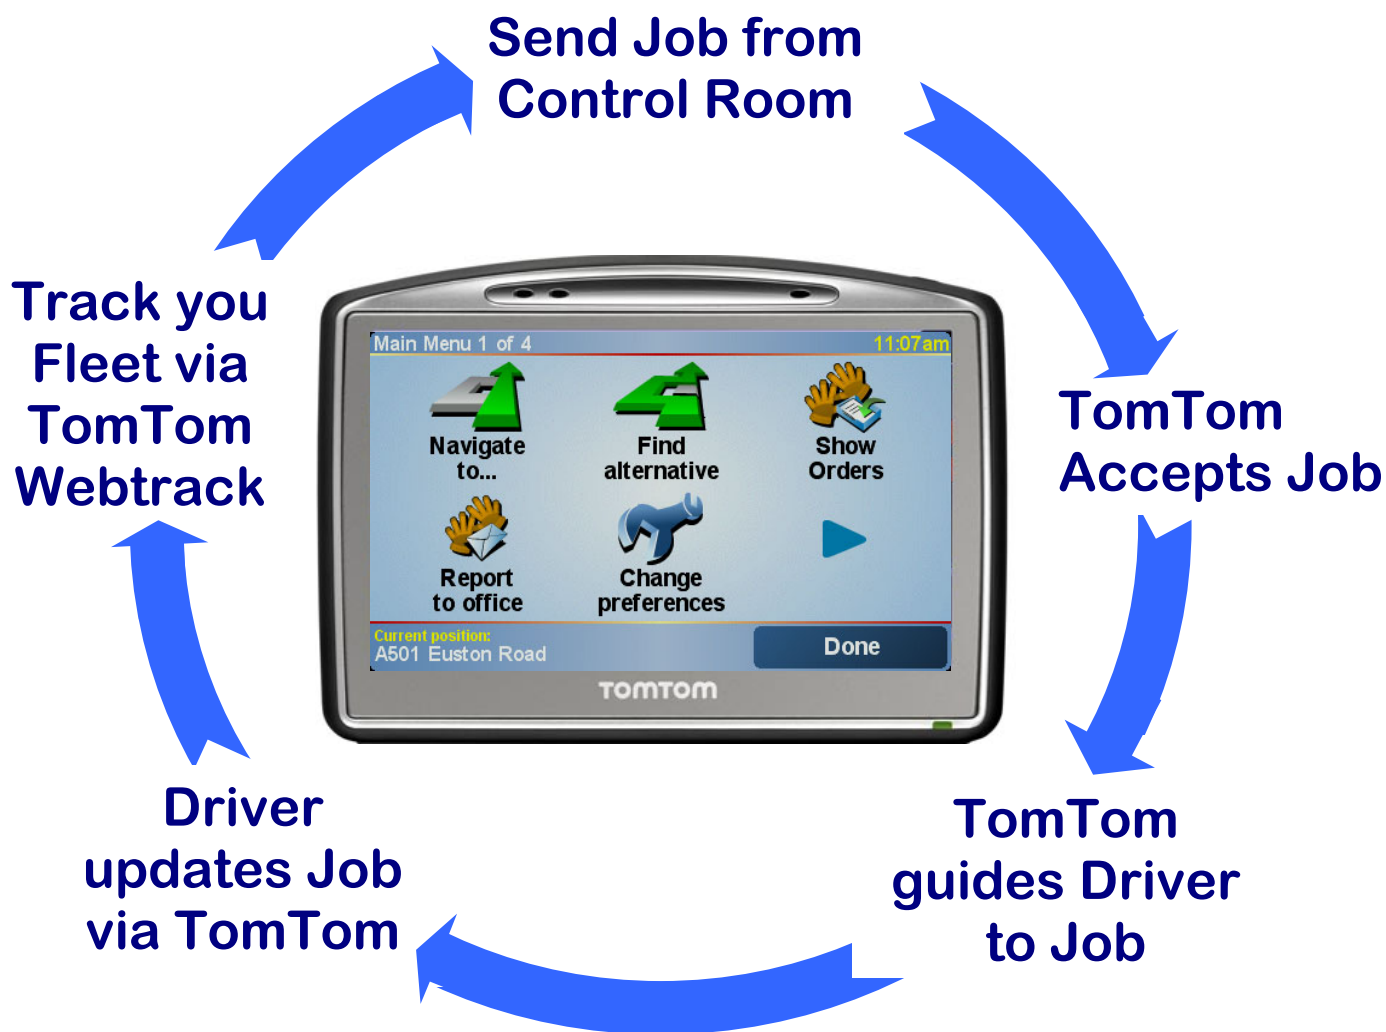 Send Job from
Control Room
TomTom
Accepts Job
TomTom
guides Driver
to Job
Driver
updates Job
via TomTom
Track you
Fleet via
TomTom
Webtrack
Main Menu 1 of 4
11:07am
Navigate
to...
Find
alternative
Show
Orders
Report
to office
Change
preferences
Current position:
A501 Euston Road
Done
TOMTOM